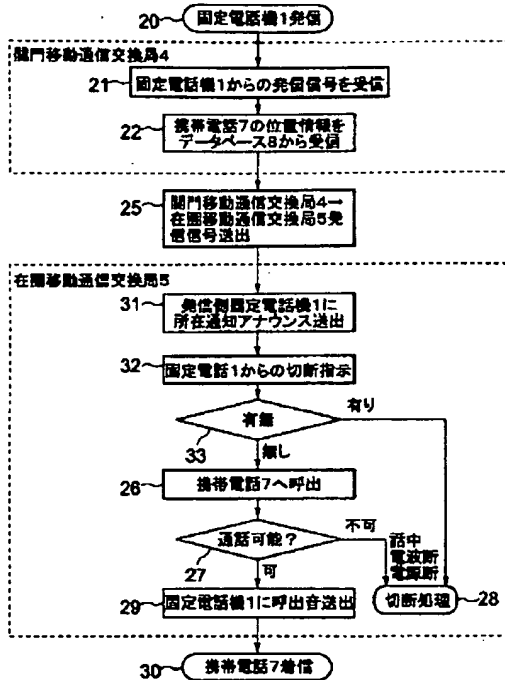 20
固定電話機1発信
関門移動通信交換局4
21
固定電話機1からの発信信号を受信
22
携帯電話7の位置情報を
データベース8から受信
25
関門移動通信交換局4→
在圏移動通信交換局5発
信信号送出
在圏移動通信交換局5
31
発信側固定電話機1に
所在通知アナウンス送出
32
固定電話1からの切断指示
有無
有り
33
無し
26
携帯電話7へ呼出
通話可能?
不可
27
可
話中
電波断
電源断
29
固定電話機1に呼出音送出
切断処理
28
30
携帯電話7着信